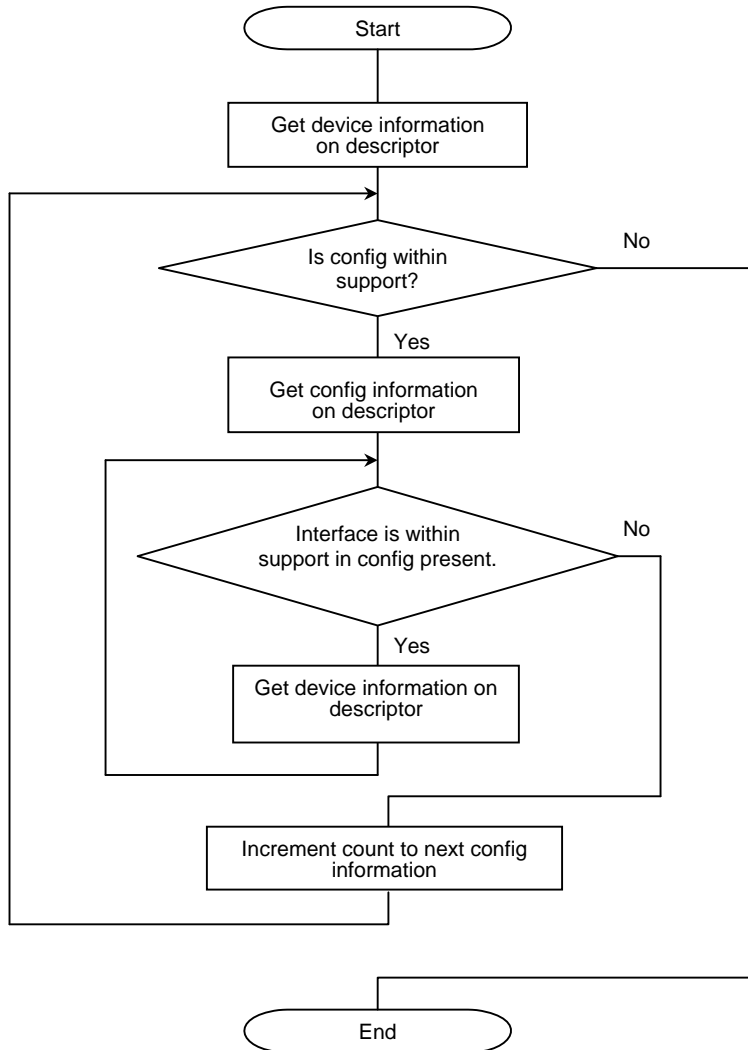 Start
Get device information
on descriptor
No
Is config within
support?
Yes
Get config information
on descriptor
No
Interface is within
support in config present.
Yes
Get device information on
descriptor
Increment count to next config
information
End